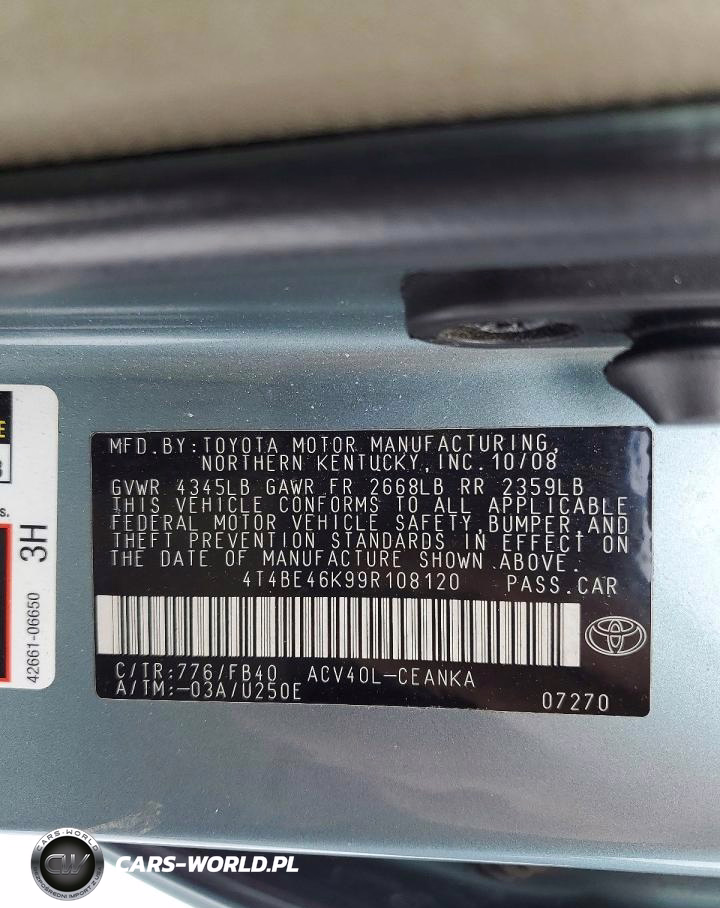 MFD. BY: TOYOTA MOTOR MANUFACTURING,
NORTHERN KENTUCKY, INC. 10/08
GVWR 4345LB GAWR FR 2668LB RR 2359LB
THIS VEHICLE CONFORMS TO ALL APPLICABLE
FEDERAL MOTOR VEHICLE SAFETY, BUMPER, AND
THEFT PREVENTION STANDARDS IN EFFECT ON
THE DATE OF MANUFACTURE SHOWN ABOVE.
4T4BE46K99R108120 PASS. CAR
C/TR: 776/FB40 ACV40L-CEANKA
A/TM: -03A/U250E
07270
3H
42661-06650
s.
CARS-WORLD
CW
CARS-WORLD.PL